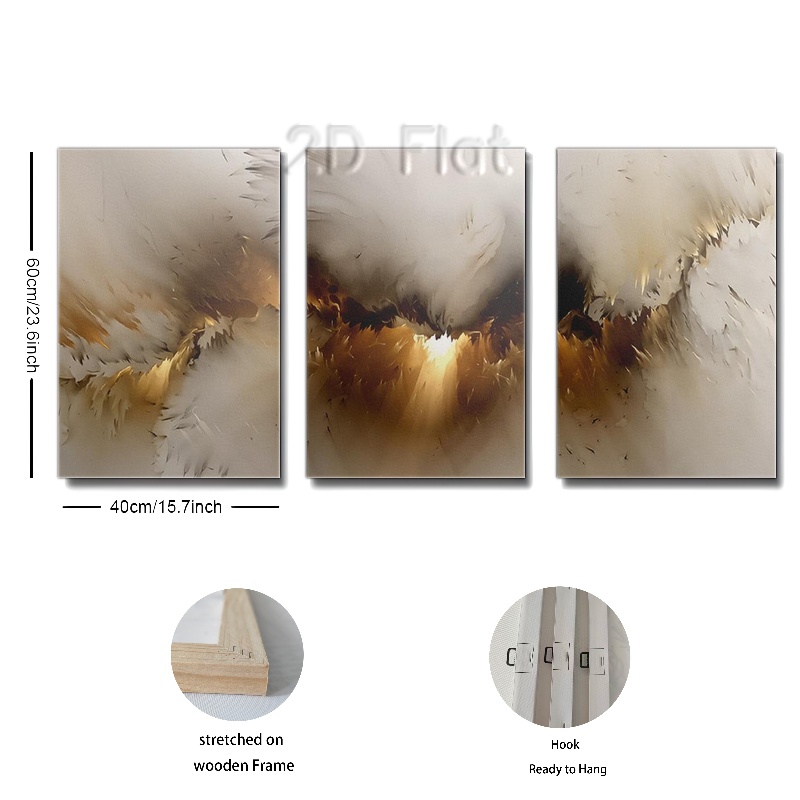 2D Flat
60cm/23.6inch
40cm/15.7inch
stretched on
wooden Frame
Hook
Ready to Hang